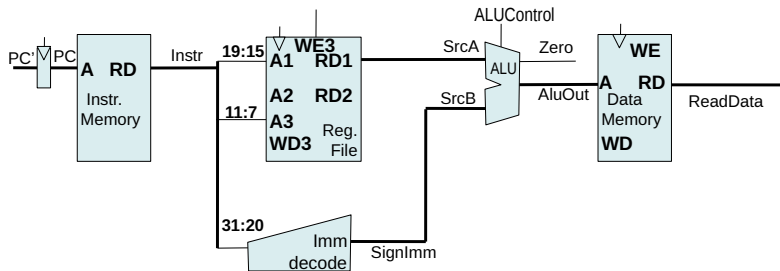 ALUControl
PC'
PC
A RD
Instr.
Memory
Instr
19:15
WE3
A1 RD1
A2 RD2
11:7
A3
WD3
Reg.
File
SrcA
SrcB
ALU
Zero
AluOut
WE
A RD
Data
Memory
WD
ReadData
31:20
Imm
decode
SignImm